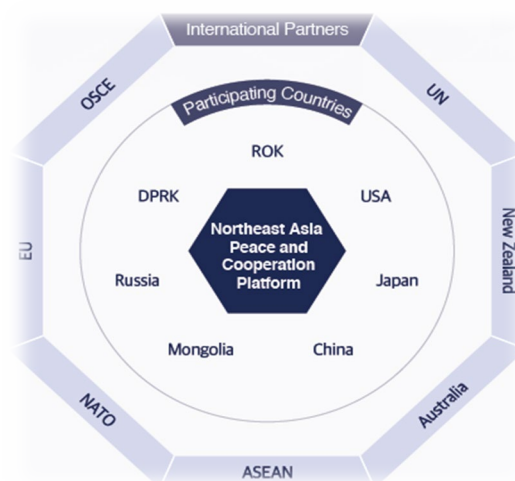 International Partners
OSCE
UN
Participating Countries
ROK
DPRK
USA
Northeast Asia
Peace and
Cooperation
Platform
EU
New Zealand
Russia
Japan
Mongolia
China
NATO
Australia
ASEAN